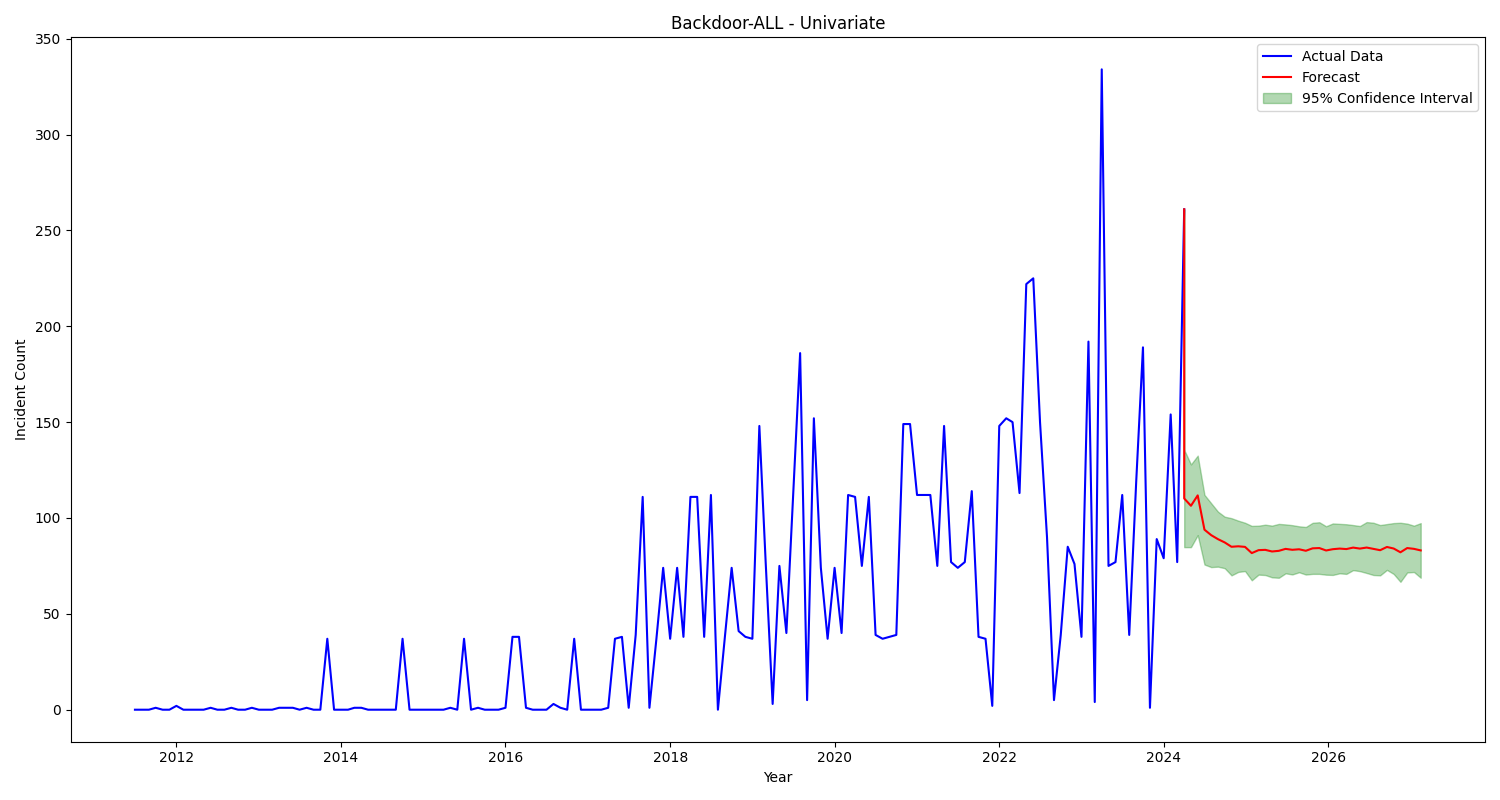 Backdoor-ALL - Univariate
Actual Data
Forecast
95% Confidence Interval
Incident Count
350
300
250
200
150
100
50
0
2012 2014 2016 2018 2020 2022 2024 2026
Year